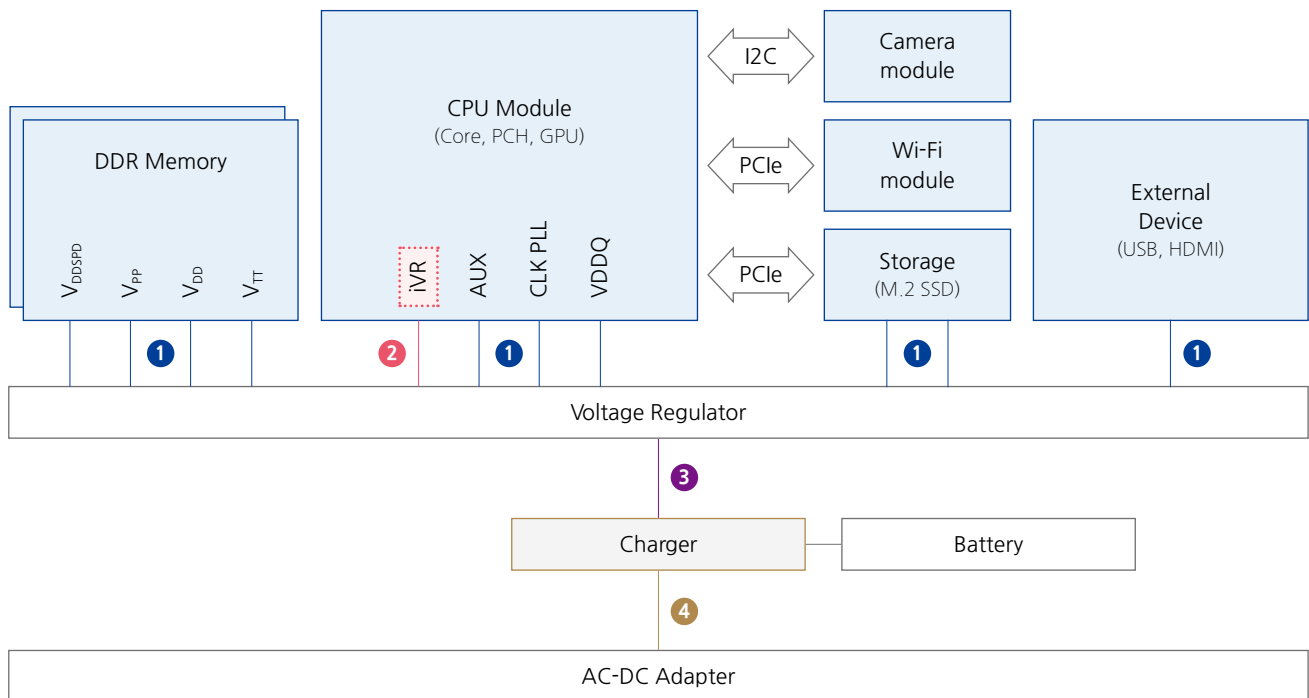 CPU Module
(Core, PCH, GPU)
iVR
AUX
CLK PLL
VDDQ
DDR Memory
VDDSPD
VPP
VDD
VTT
I2C
PCIe
PCIe
Camera
module
Wi-Fi
module
Storage
(M.2 SSD)
External
Device
(USB, HDMI)
1
2
1
1
1
Voltage Regulator
3
Charger
Battery
4
AC-DC Adapter